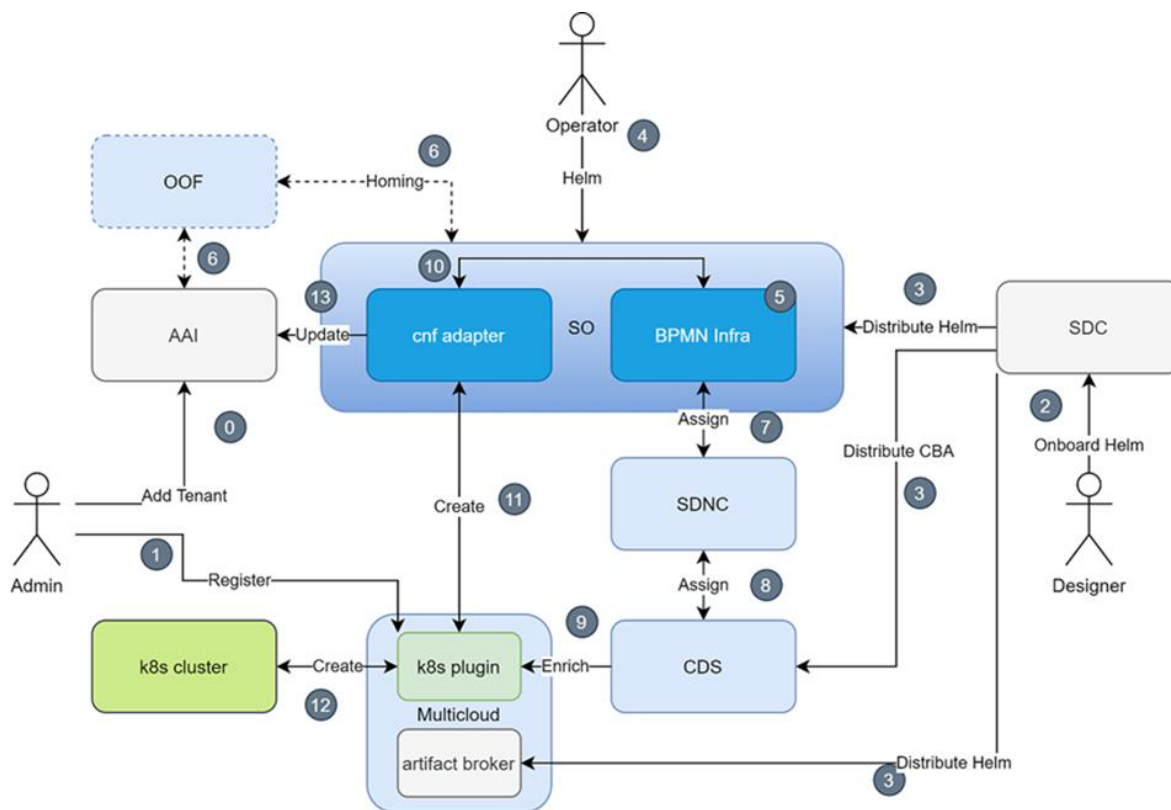 Operator
4
Helm
OOF
6
Homing
6
10
5
13
cnf adapter
SO
BPMN Infra
AAI
Update
3
Distribute Helm
SDC
2
Onboard Helm
0
Assign
7
Distribute CBA
3
Add Tenant
Admin
1
Register
Create
11
SDNC
Designer
Assign
8
9
k8s cluster
Create
12
k8s plugin
Enrich
CDS
Multicloud
artifact broker
Distribute Helm
3